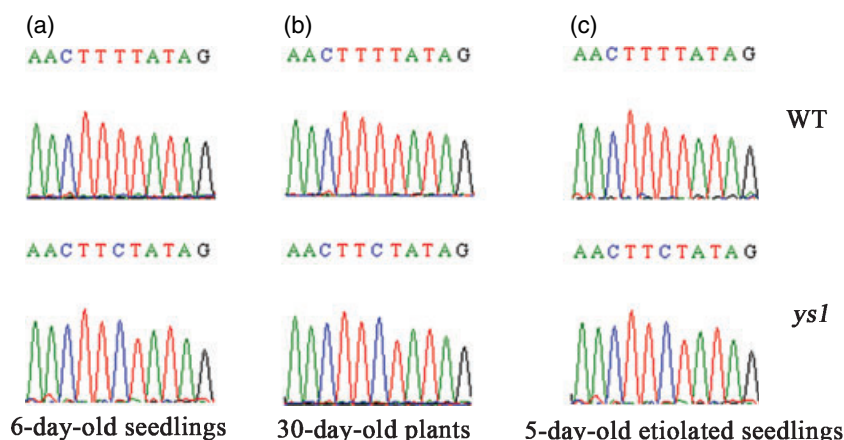 (a) (b) (c)
AACTTTTATAG AACTTTTATAG AACTTTTATAG
WT
AACTTCTATAG AACTTCTATAG AACTTCTATAG
ys1
6-day-old seedlings 30-day-old plants 5-day-old etiolated seedlings